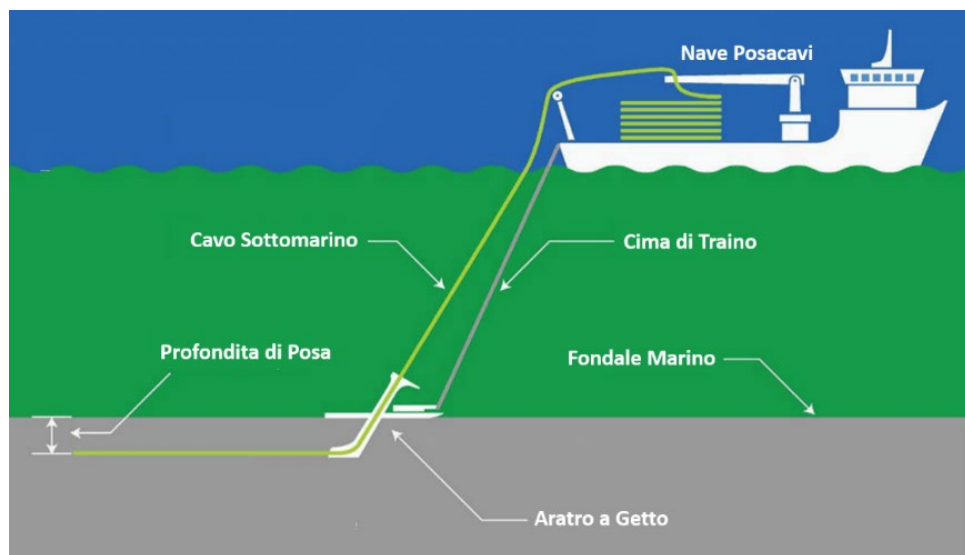 Nave Posacavi
Cavo Sottomarino
Cima di Traino
Profondita di Posa
Fondale Marino
Aratro a Getto